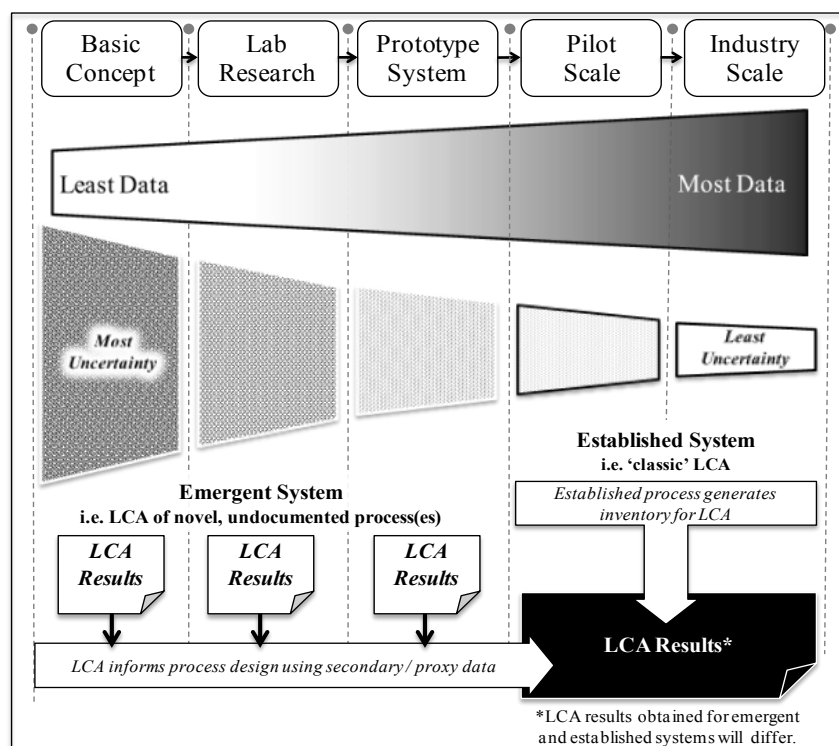 Basic
Concept
Lab
Research
Prototype
System
Pilot
Scale
Industry
Scale
Least Data
Most Data
Most
Uncertainty
Least
Uncertainty
Established System
i.e. ‘classic’ LCA
Established process generates
inventory for LCA
Emergent System
i.e. LCA of novel, undocumented process(es)
LCA
Results
LCA
Results
LCA
Results
LCA Results*
LCA informs process design using secondary / proxy data
*LCA results obtained for emergent
and established systems will differ.